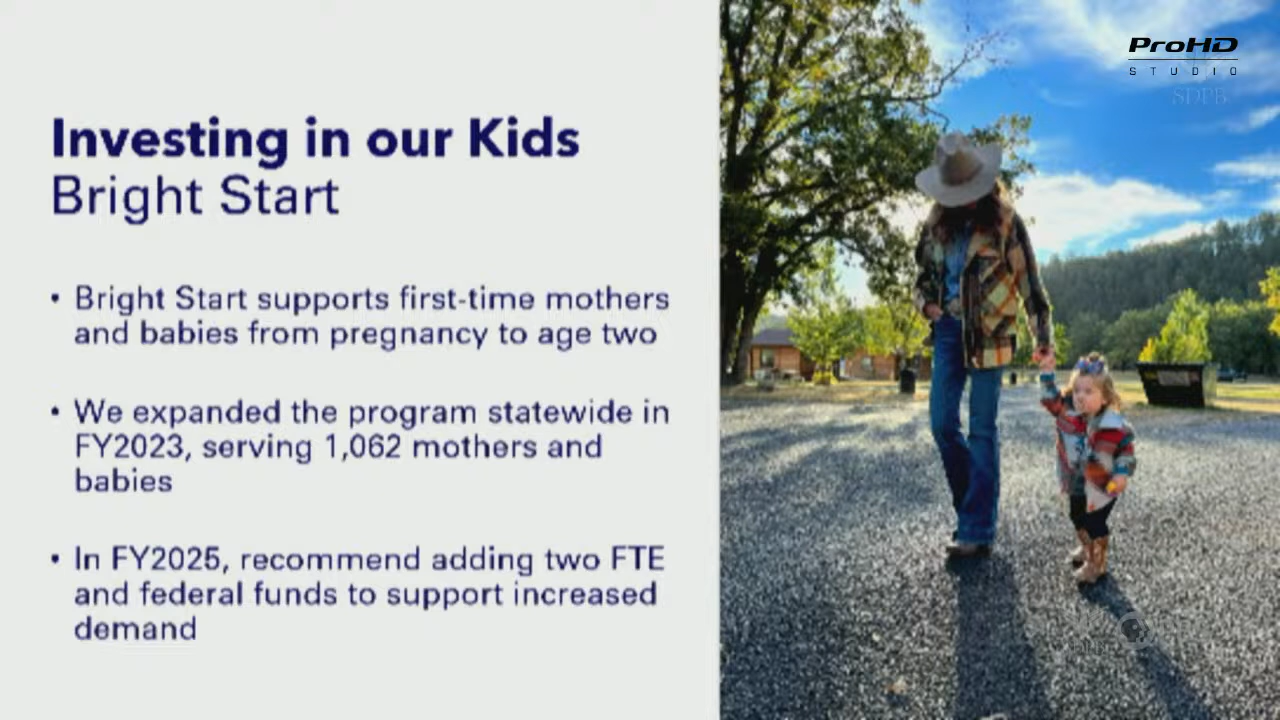 ProHD
STUDIO
SDPB
Investing in our Kids
Bright Start
• Bright Start supports first-time mothers
and babies from pregnancy to age two
• We expanded the program statewide in
FY2023, serving 1,062 mothers and
babies
• In FY2025, recommend adding two FTE
and federal funds to support increased
demand